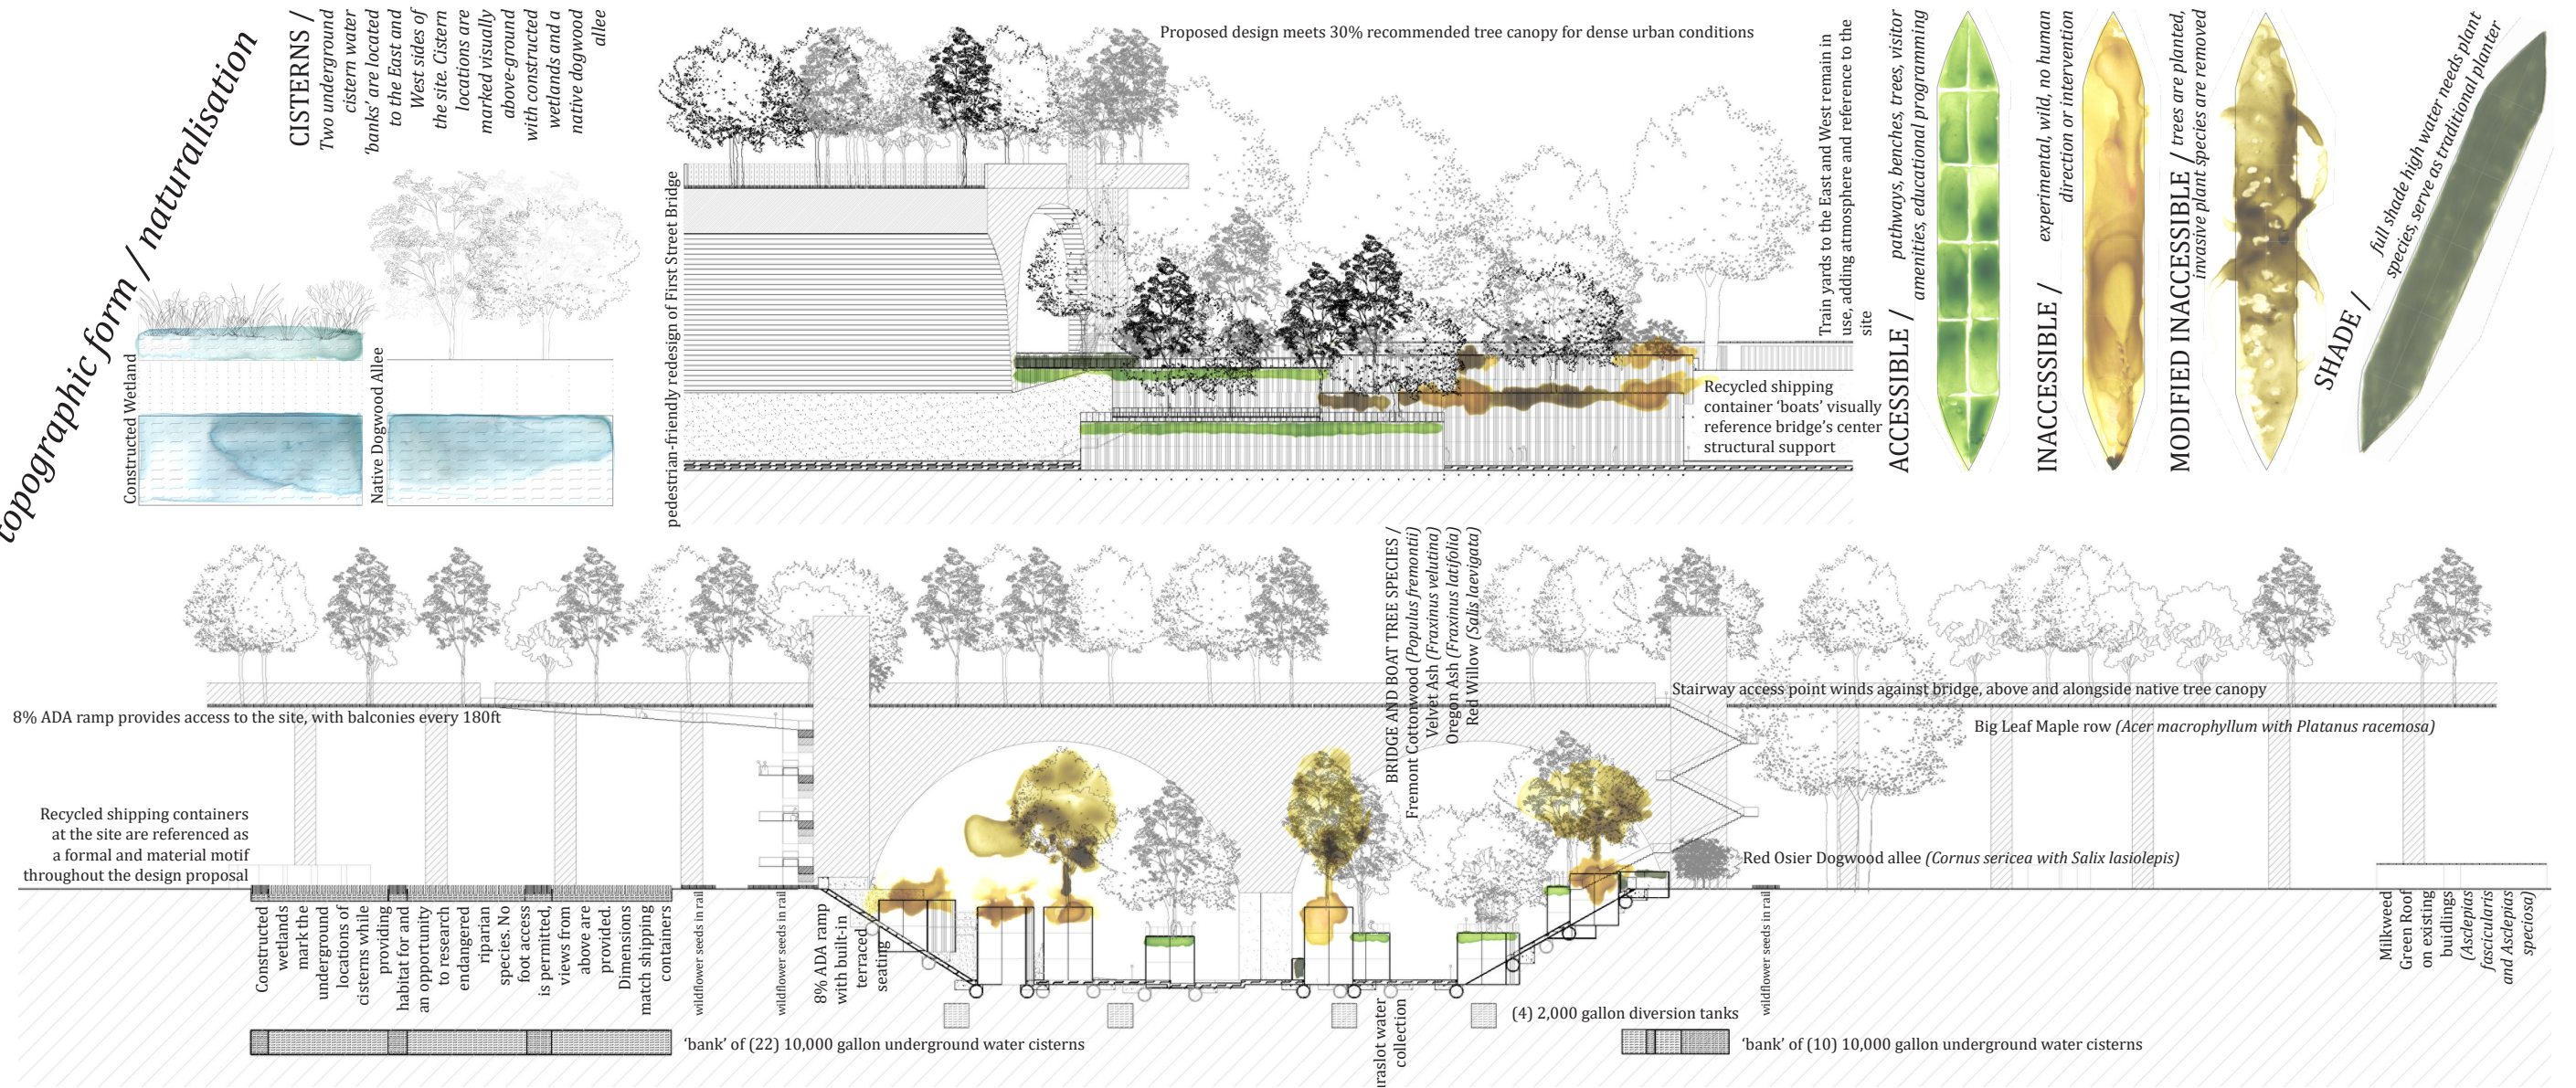 topographic form / naturalisation
CISTERNS /
Two underground
cistern water
'banks' are located
to the East and
West sides of
the site. Cistern
locations are
marked visually
above-ground
with constructed
wetlands and a
native dogwood
allee
Constructed Wetland
Native Dogwood Allee
pedestrian-friendly redesign of First Street Bridge
Proposed design meets 30% recommended tree canopy for dense urban conditions
Train yards to the East and West remain in
use, adding atmosphere and reference to the
site
Recycled shipping
container 'boats' visually
reference bridge's center
structural support
ACCESSIBLE / pathways, benches, trees, visitor
amenities, educational programming
INACCESSIBLE / experimental, wild, no human
direction or intervention
MODIFIED INACCESSIBLE / trees are planted,
invasive plant species are removed
SHADE / full shade high water needs plant
species, serve as traditional planter
BRIDGE AND BOAT TREE SPECIES /
Fremont Cottonwood (Populus fremontii)
Velvet Ash (Fraxinus velutina)
Oregon Ash (Fraxinus latifolia)
Red Willow (Salis laevigata)
8% ADA ramp provides access to the site, with balconies every 180ft
Stairway access point winds against bridge, above and alongside native tree canopy
Big Leaf Maple row (Acer macrophyllum with Platanus racemosa)
Recycled shipping containers
at the site are referenced as
a formal and material motif
throughout the design proposal
Red Osier Dogwood allee (Cornus sericea with Salix lasiolepis)
Constructed
wetlands
mark the
underground
locations of
cisterns while
providing
habitat for and
an opportunity
to research
endangered
riparian
species. No
foot access
is permitted,
views from
above are
provided.
Dimensions
match shipping
containers
wildflower seeds in rail
wildflower seeds in rail
8% ADA ramp
with built-in
terraced
seating
raslot water
collection
wildflower seeds in rail
Milkweed
Green Roof
on existing
buidlings
(Asclepias
fascicularis
and Asclepias
speciosa)
(4) 2,000 gallon diversion tanks
'bank' of (22) 10,000 gallon underground water cisterns
'bank' of (10) 10,000 gallon underground water cisterns